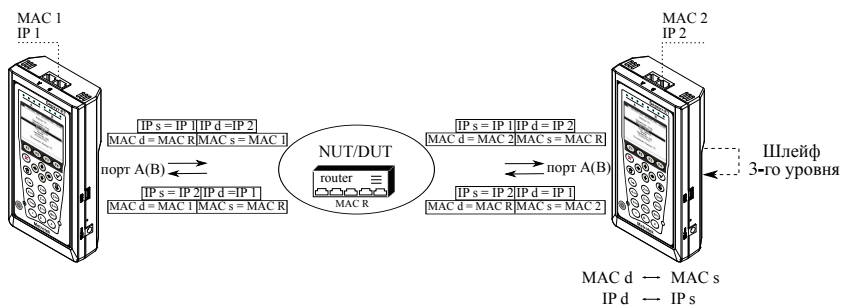 MAC 1
IP 1
MAC 2
IP 2
IP s = IP 1 IP d =IP 2
MAC d = MAC R MAC s = MAC 1
порт A(B)
IP s = IP 2 IP d =IP 1
MAC d = MAC 1 MAC s = MAC R
NUT/DUT
router
MAC R
IP s = IP 1 IP d = IP 2
MAC d = MAC 2 MAC s = MAC R
порт A(B)
IP s = IP 2 IP d = IP 1
MAC d = MAC R MAC s = MAC 2
Шлейф
3-го уровня
MAC d ↔ MAC s
IP d ↔ IP s